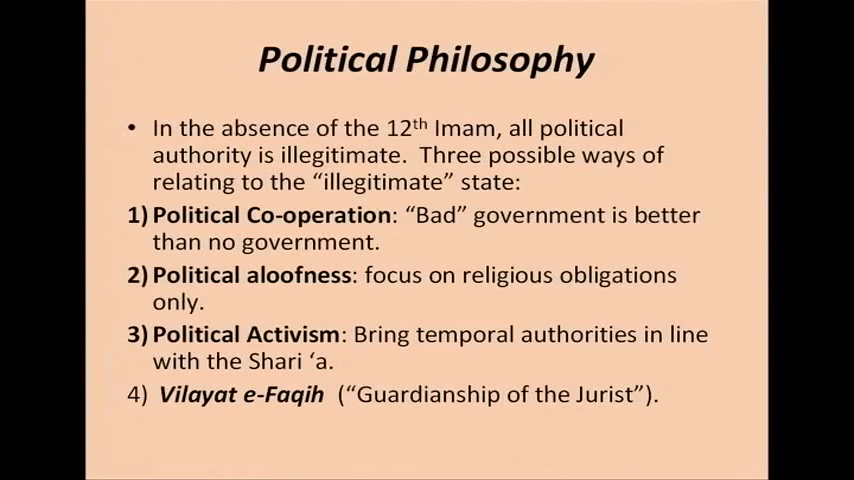 Political Philosophy
• In the absence of the 12th Imam, all political
authority is illegitimate. Three possible ways of
relating to the “illegitimate” state:
1) Political Co-operation: “Bad” government is better
than no government.
2) Political aloofness: focus on religious obligations
only.
3) Political Activism: Bring temporal authorities in line
with the Shari ‘a.
4) Vilayat e-Faqih (“Guardianship of the Jurist”).